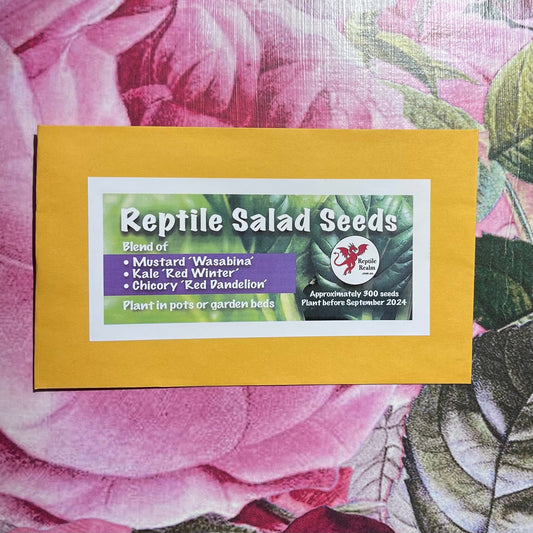 Reptile Salad Seeds
Blend of
• Mustard 'Wasabina'
• Kale 'Red Winter'
• Chicory 'Red Dandelion'
Plant in pots or garden beds
Reptile
Realm
Approximately 300 seeds
Plant before September 2024